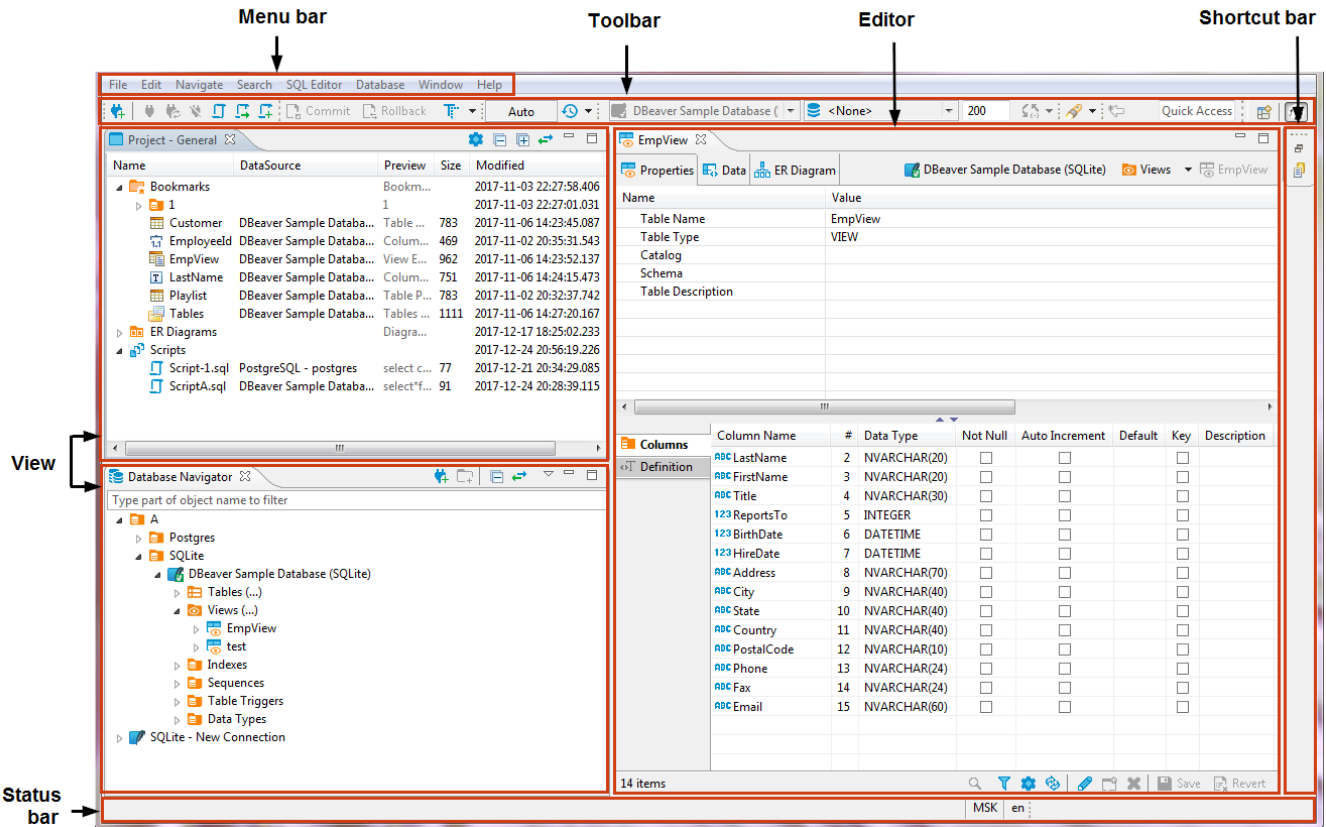 Menu bar
Toolbar
Editor
Shortcut bar
File Edit Navigate Search SQL Editor Database Window Help
Commit Rollback Auto DBeaver Sample Database ( <None> 200 Quick Access
Project - General
Name DataSource Preview Size Modified
Bookmarks Bookm... 2017-11-03 22:27:58.406
1 1 2017-11-03 22:27:01.031
Customer DBeaver Sample Databa... Table ... 783 2017-11-06 14:23:45.087
EmployeeId DBeaver Sample Databa... Colum... 469 2017-11-02 20:35:31.543
EmpView DBeaver Sample Databa... View E... 962 2017-11-06 14:23:52.137
LastName DBeaver Sample Databa... Colum... 751 2017-11-06 14:24:15.473
Playlist DBeaver Sample Databa... Table P... 783 2017-11-02 20:32:37.742
Tables DBeaver Sample Databa... Tables ... 1111 2017-11-06 14:27:20.167
ER Diagrams Diagra... 2017-12-17 18:25:02.233
Scripts 2017-12-24 20:56:19.226
Script-1.sql PostgreSQL - postgres select c... 77 2017-12-21 20:34:29.085
ScriptA.sql DBeaver Sample Databa... select*f... 91 2017-12-24 20:28:39.115
View
Database Navigator
Type part of object name to filter
A
Postgres
SQLite
DBeaver Sample Database (SQLite)
Tables (...)
Views (...)
EmpView
test
Indexes
Sequences
Table Triggers
Data Types
SQLite - New Connection
EmpView
Properties Data ER Diagram DBeaver Sample Database (SQLite) Views EmpView
Name Value
Table Name EmpView
Table Type VIEW
Catalog
Schema
Table Description
Columns
Definition
Column Name # Data Type Not Null Auto Increment Default Key Description
ABC LastName 2 NVARCHAR(20)
ABC FirstName 3 NVARCHAR(20)
ABC Title 4 NVARCHAR(30)
123 ReportsTo 5 INTEGER
123 BirthDate 6 DATETIME
123 HireDate 7 DATETIME
ABC Address 8 NVARCHAR(70)
ABC City 9 NVARCHAR(40)
ABC State 10 NVARCHAR(40)
ABC Country 11 NVARCHAR(40)
ABC PostalCode 12 NVARCHAR(10)
ABC Phone 13 NVARCHAR(24)
ABC Fax 14 NVARCHAR(24)
ABC Email 15 NVARCHAR(60)
14 items Save Revert
Status
bar
MSK en